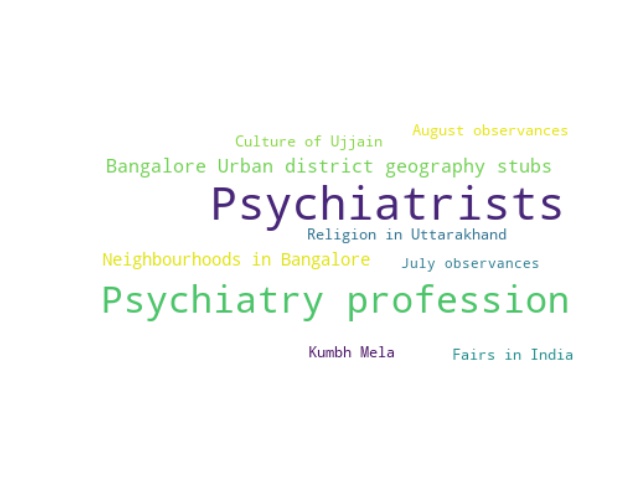 August observances
Culture of Ujjain
Bangalore Urban district geography stubs
Psychiatrists
Religion in Uttarakhand
Neighbourhoods in Bangalore
July observances
Psychiatry profession
Kumbh Mela
Fairs in India